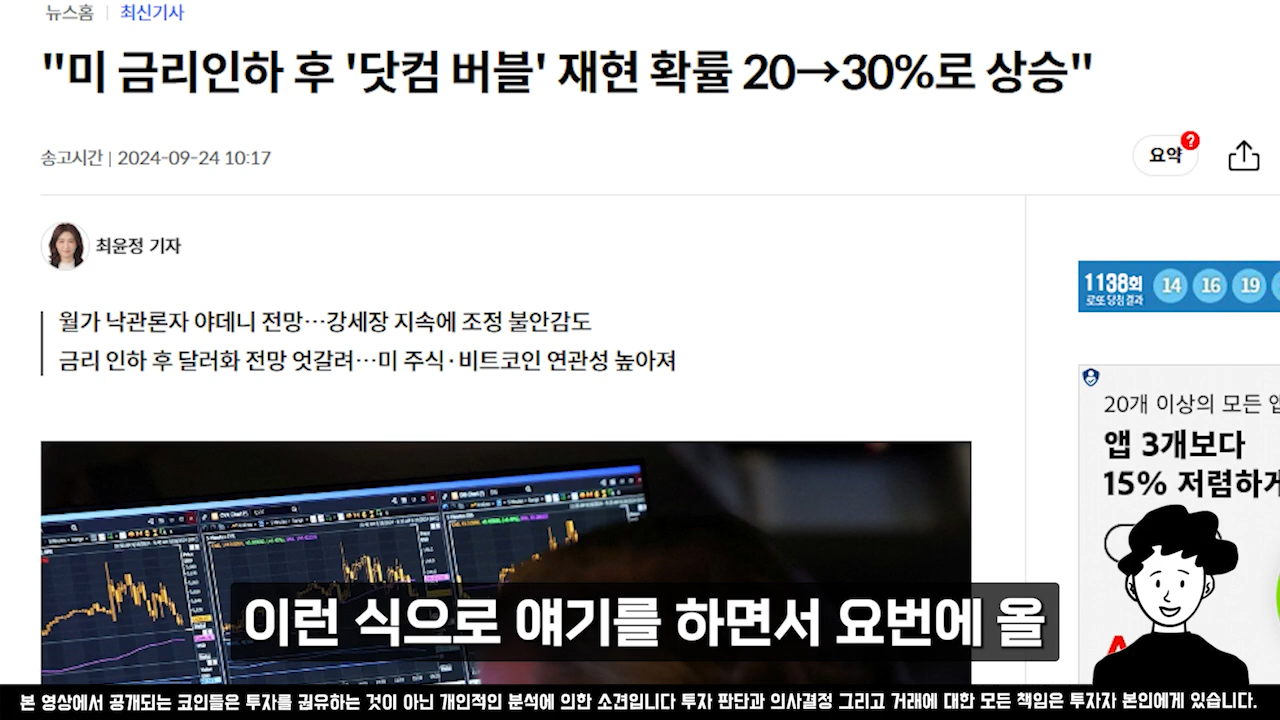 뉴스홈 | 최신기사
"미 금리인하 후 '닷컴 버블' 재현 확률 20→30%로 상승"
송고시간 | 2024-09-24 10:17
요약 ?
최윤정 기자
월가 낙관론자 야데니 전망…강세장 지속에 조정 불안감도
금리 인하 후 달러화 전망 엇갈려…미 주식·비트코인 연관성 높아져
1138회 14 16 19
로또 당첨 결과
20개 이상의 모든
앱 3개보다
15% 저렴하게
이런 식으로 얘기를 하면서 요번에 올
본 영상에서 공개되는 코인들은 투자를 권유하는 것이 아닌 개인적인 분석에 의한 소견입니다 투자 판단과 의사결정 그리고 거래에 대한 모든 책임은 투자자 본인에게 있습니다.